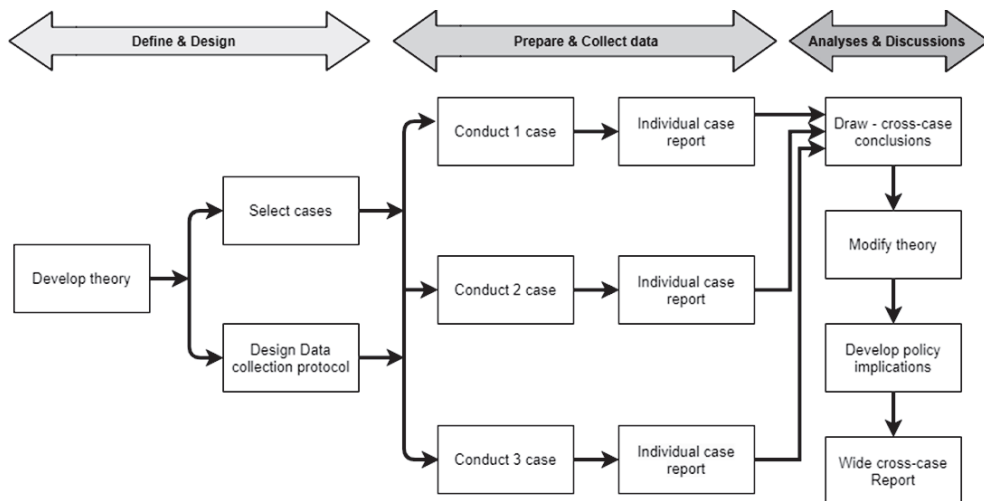 Define & Design
Prepare & Collect data
Analyses & Discussions
Develop theory
Select cases
Design Data
collection protocol
Conduct 1 case
Individual case
report
Conduct 2 case
Individual case
report
Conduct 3 case
Individual case
report
Draw - cross-case
conclusions
Modify theory
Develop policy
implications
Wide cross-case
Report